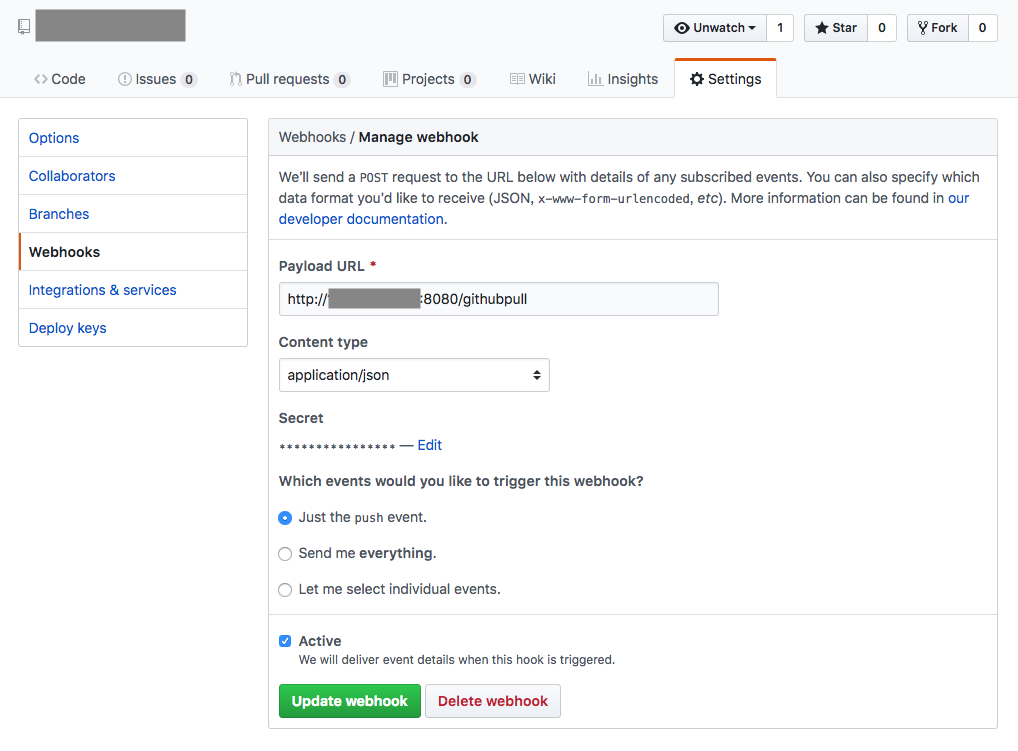 Unwatch 1 Star 0 Fork 0
Code Issues 0 Pull requests 0 Projects 0 Wiki Insights Settings
Options
Collaborators
Branches
Webhooks
Integrations & services
Deploy keys
Webhooks / Manage webhook
We'll send a POST request to the URL below with details of any subscribed events. You can also specify which
data format you'd like to receive (JSON, x-www-form-urlencoded, etc). More information can be found in our
developer documentation.
Payload URL *
http:// :8080/githubpull
Content type
application/json
Secret
**************** — Edit
Which events would you like to trigger this webhook?
Just the push event.
Send me everything.
Let me select individual events.
Active
We will deliver event details when this hook is triggered.
Update webhook Delete webhook